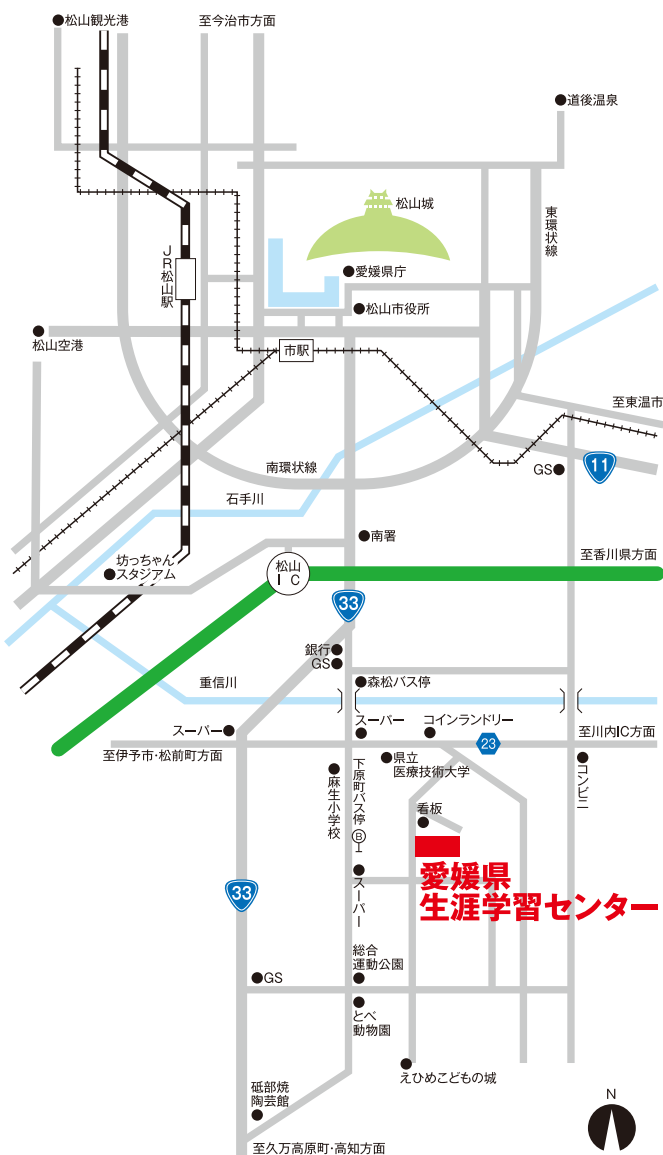 松山観光港
至今治市方面
道後温泉
松山城
東環状線
JR松山駅
愛媛県庁
松山市役所
松山空港
市駅
至東温市
南環状線
GS
11
石手川
南署
坊っちゃん
スタジアム
松山
IC
至香川県方面
33
銀行
GS
重信川
森松バス停
スーパー
スーパー
コインランドリー
至川内IC方面
23
至伊予市・松前町方面
県立
医療技術大学
麻生小学校
下原町バス停
B
コンビニ
看板
愛媛県
生涯学習センター
スーパー
33
総合
運動公園
GS
とべ
動物園
えひめこどもの城
砥部焼
陶芸館
N
至久万高原町・高知方面